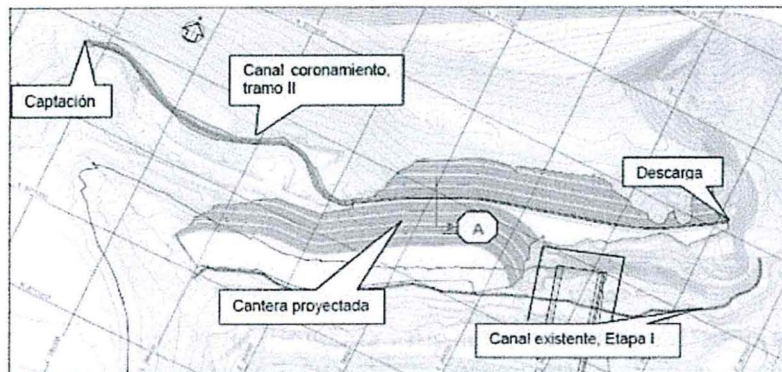 Captación
Canal coronamiento,
tramo II
Descarga
A
Cantera proyectada
Canal existente, Etapa I